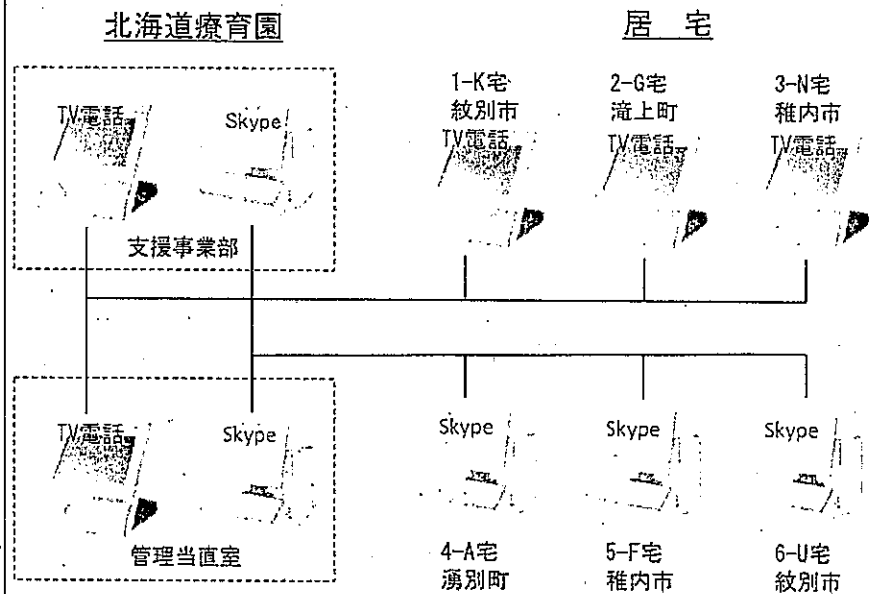 北海道療育園
居 宅
TV電話
Skype
支援事業部
1-K宅
紋別市
TV電話
2-G宅
滝上町
TV電話
3-N宅
稚内市
TV電話
TV電話
Skype
管理当直室
Skype
4-A宅
湧別町
Skype
5-F宅
稚内市
Skype
6-U宅
紋別市